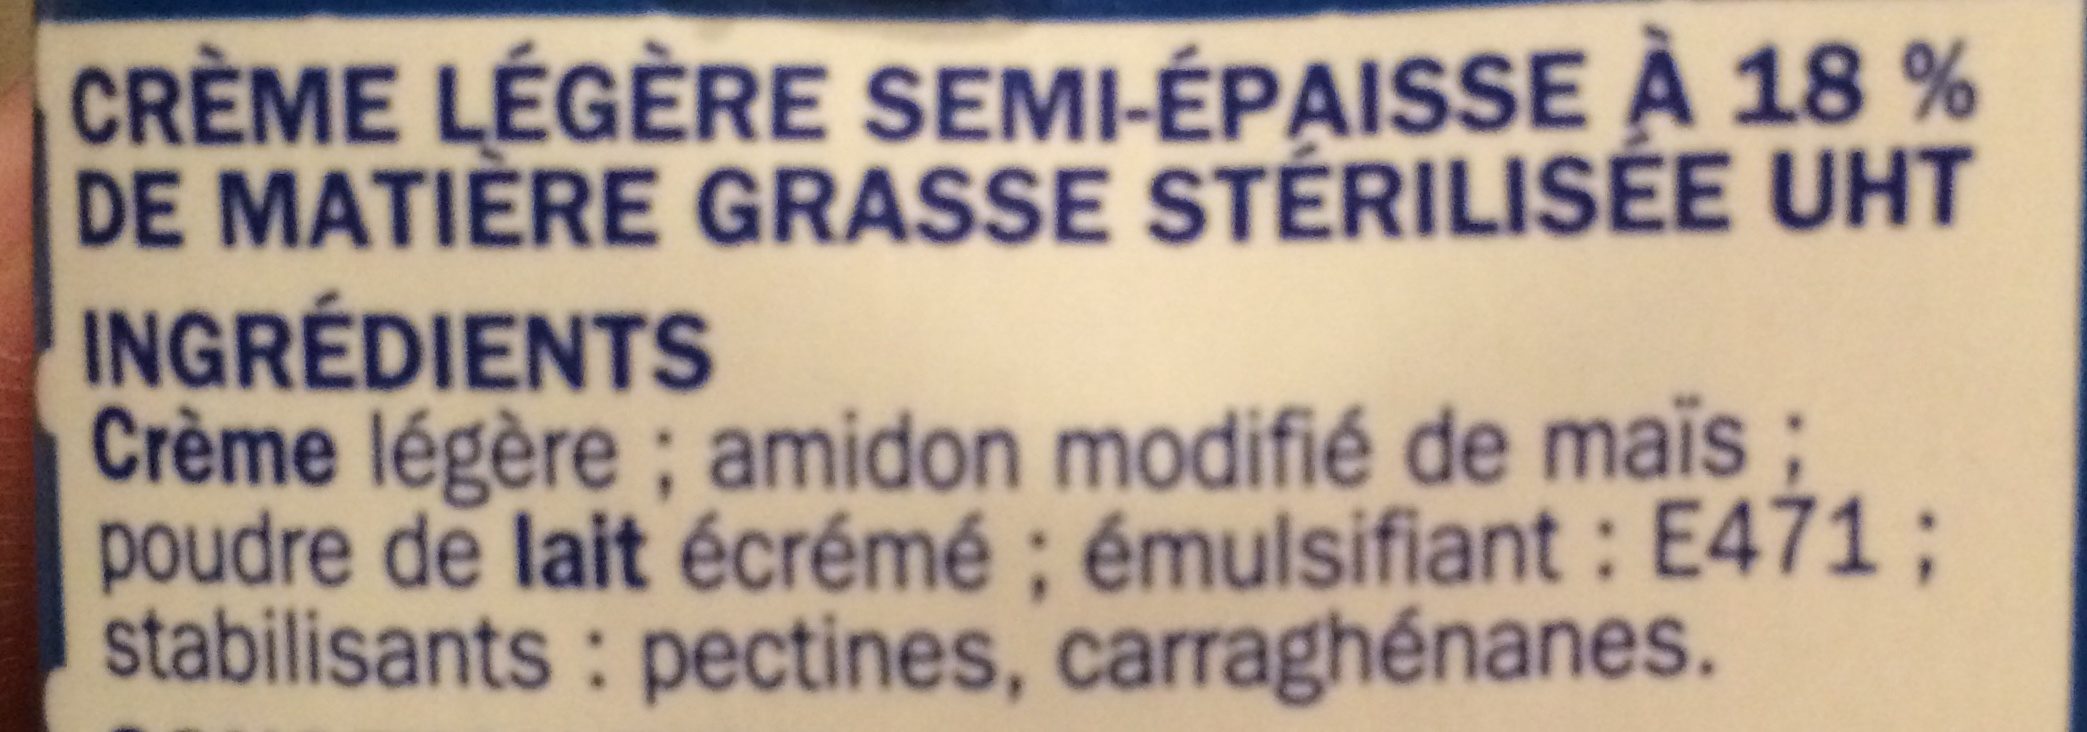 CRÈME LÉGÈRE SEMI-ÉPAISSE À 18 %
DE MATIÈRE GRASSE STÉRILISÉE UHT
INGRÉDIENTS
Crème légère ; amidon modifié de maïs ;
poudre de lait écrémé ; émulsifiant : E471 ;
stabilisants : pectines, carraghénanes.